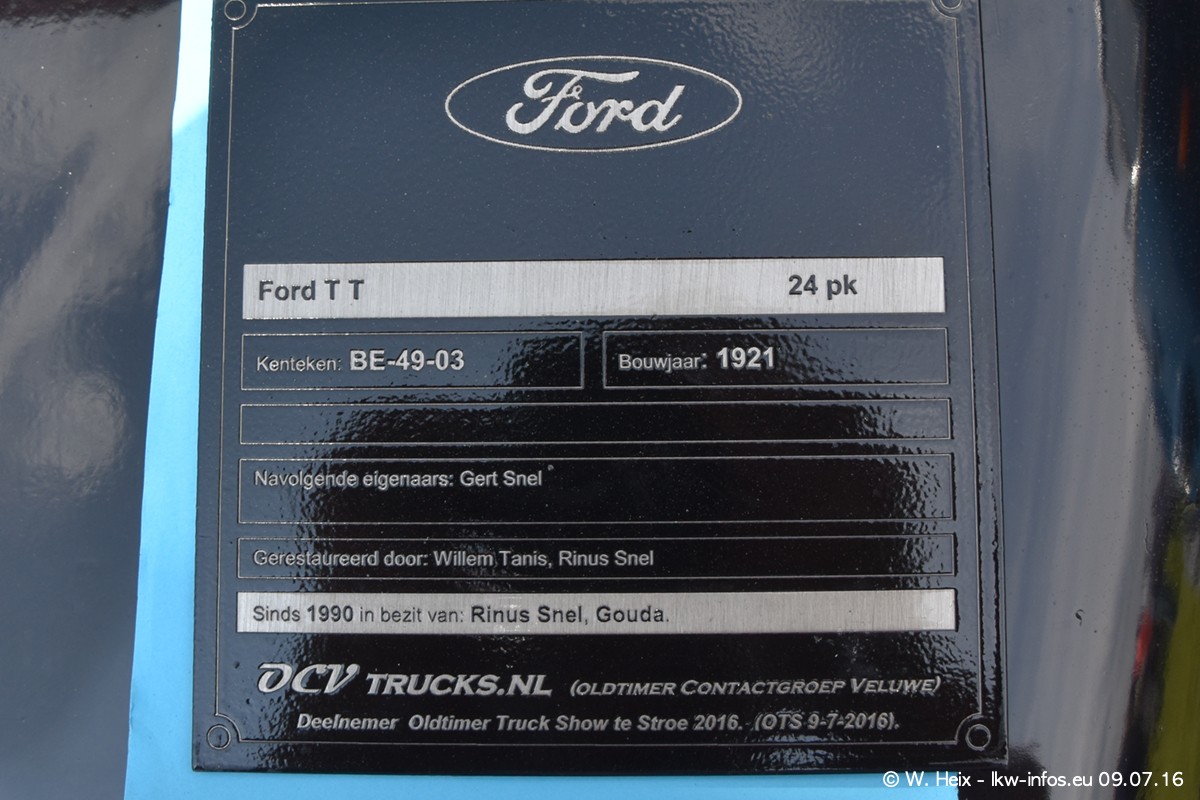 Ford
Ford T T 24 pk
Kenteken: BE-49-03 Bouwjaar: 1921
Navolgende eigenaars: Gert Snel
Gerestaureerd door: Willem Tanis, Rinus Snel
Sinds 1990 in bezit van: Rinus Snel, Gouda.
OCV TRUCKS.NL (OLDTIMER CONTACTGROEP VELUWE)
Deelnemer Oldtimer Truck Show te Stroe 2016. (OTS 9-7-2016).
© W. Heix - lkw-infos.eu 09.07.16